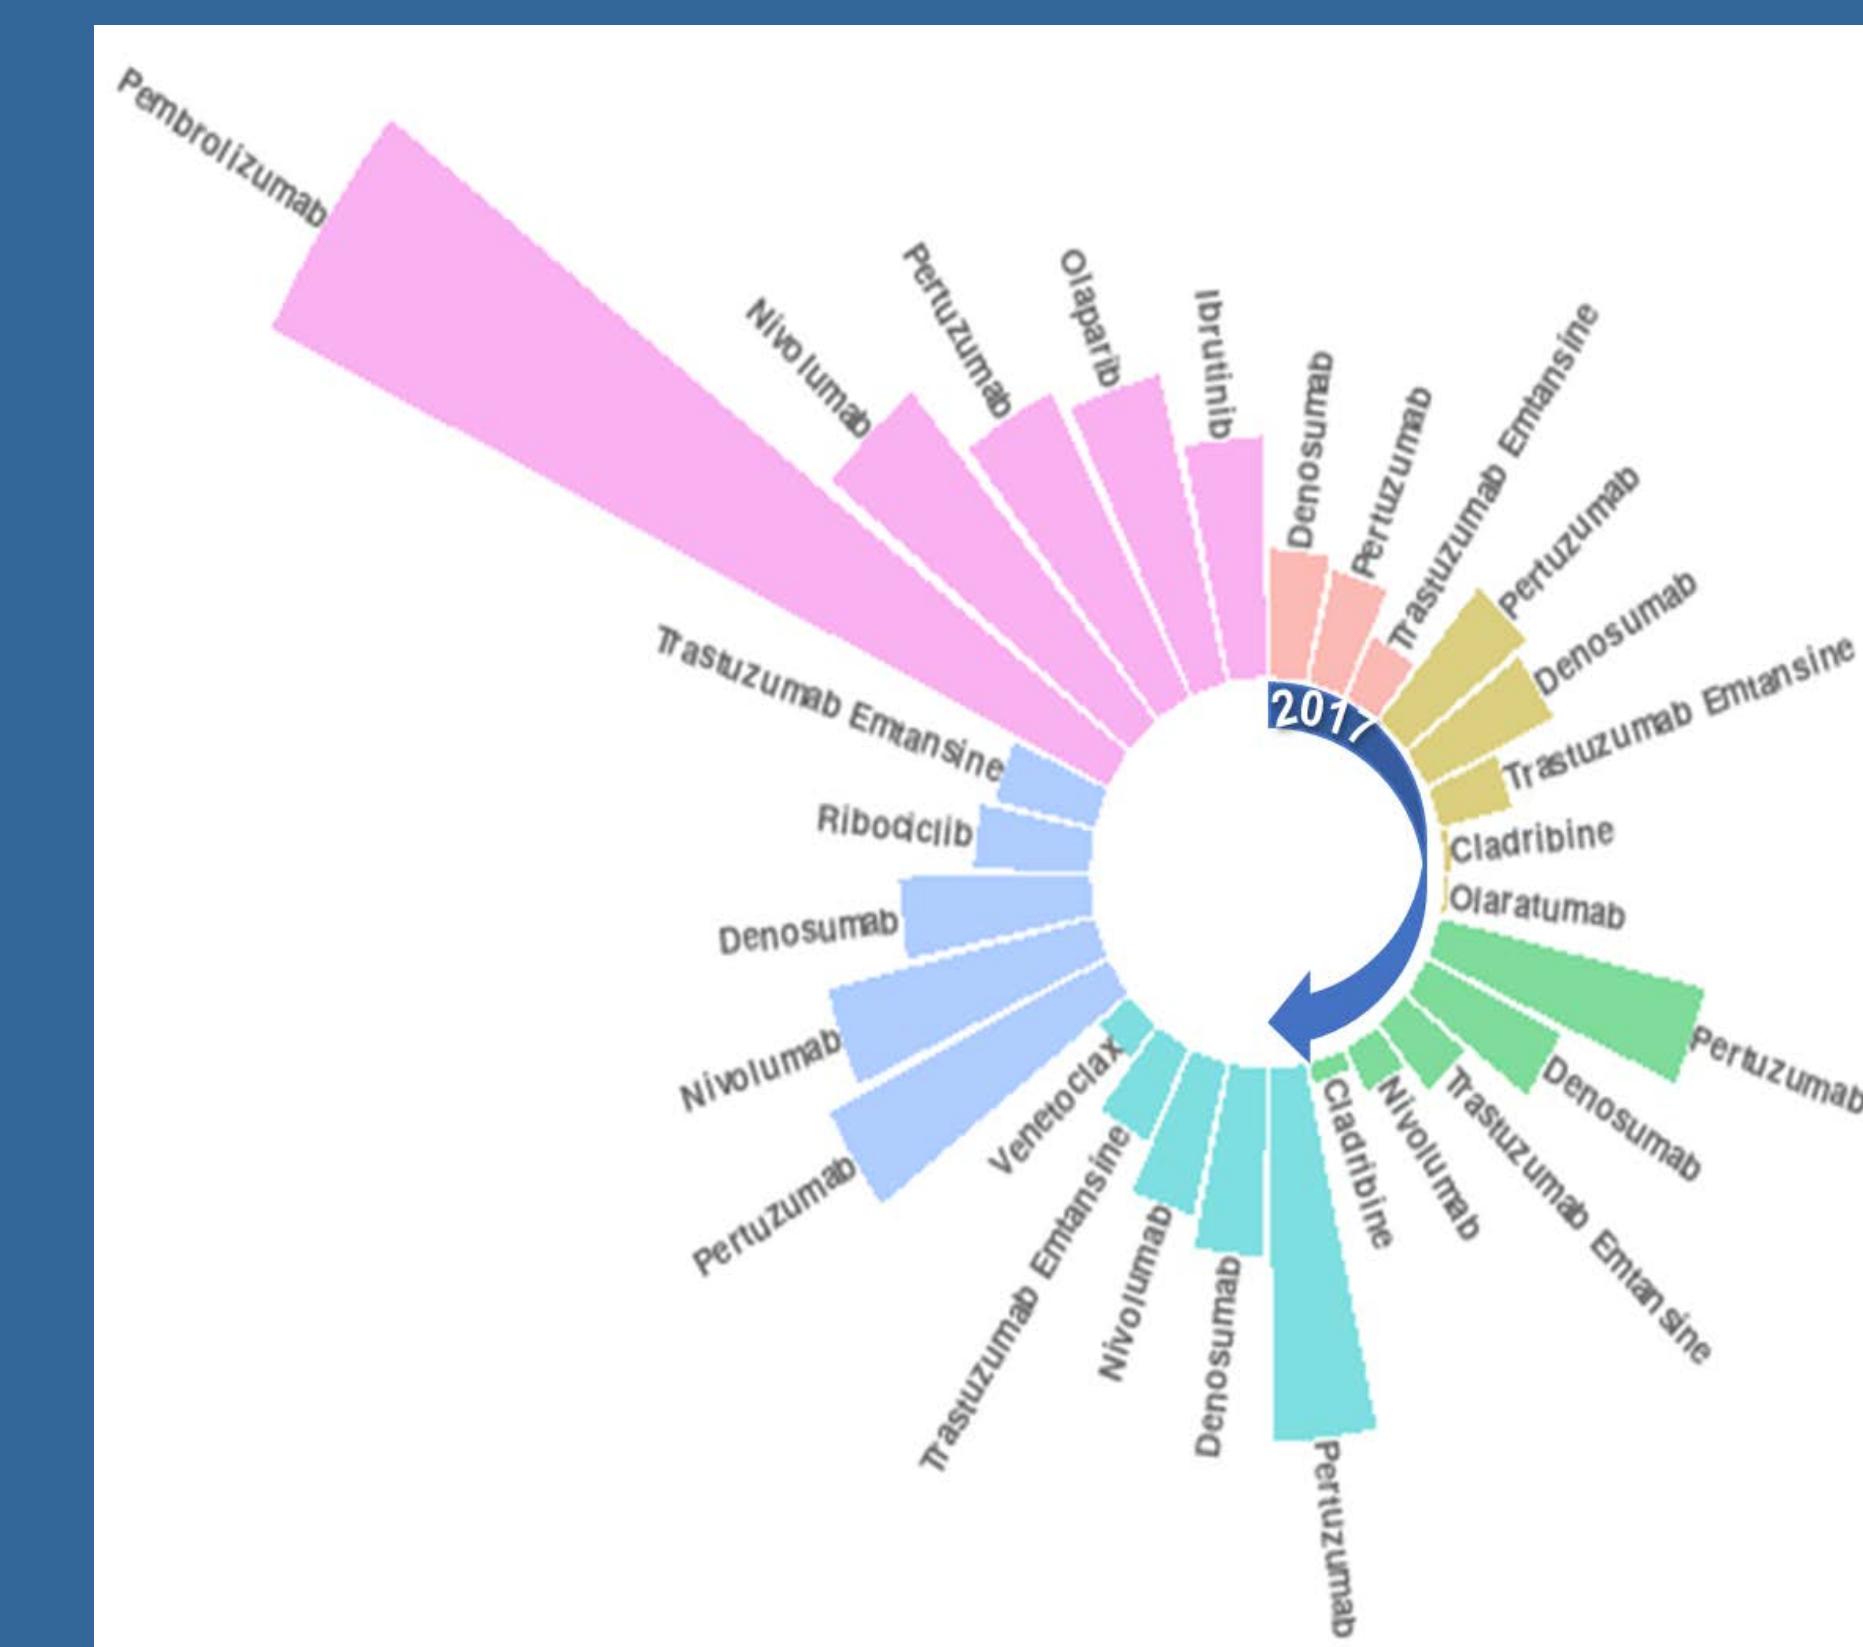 2017
Denosumab
Pertuzumab
Trastuzumab Emtansine
Pertuzumab
Denosumab
Trastuzumab Emtansine
Cladribine
Olaratumab
Pertuzumab
Denosumab
Trastuzumab Emtansine
Nivolumab
Cladribine
Pertuzumab
Denosumab
Nivolumab
Trastuzumab Emtansine
Venetoclax
Pertuzumab
Nivolumab
Denosumab
Ribociclib
Trastuzumab Emtansine
Pembrolizumab
Nivolumab
Pertuzumab
Olaparib
Ibrutinib